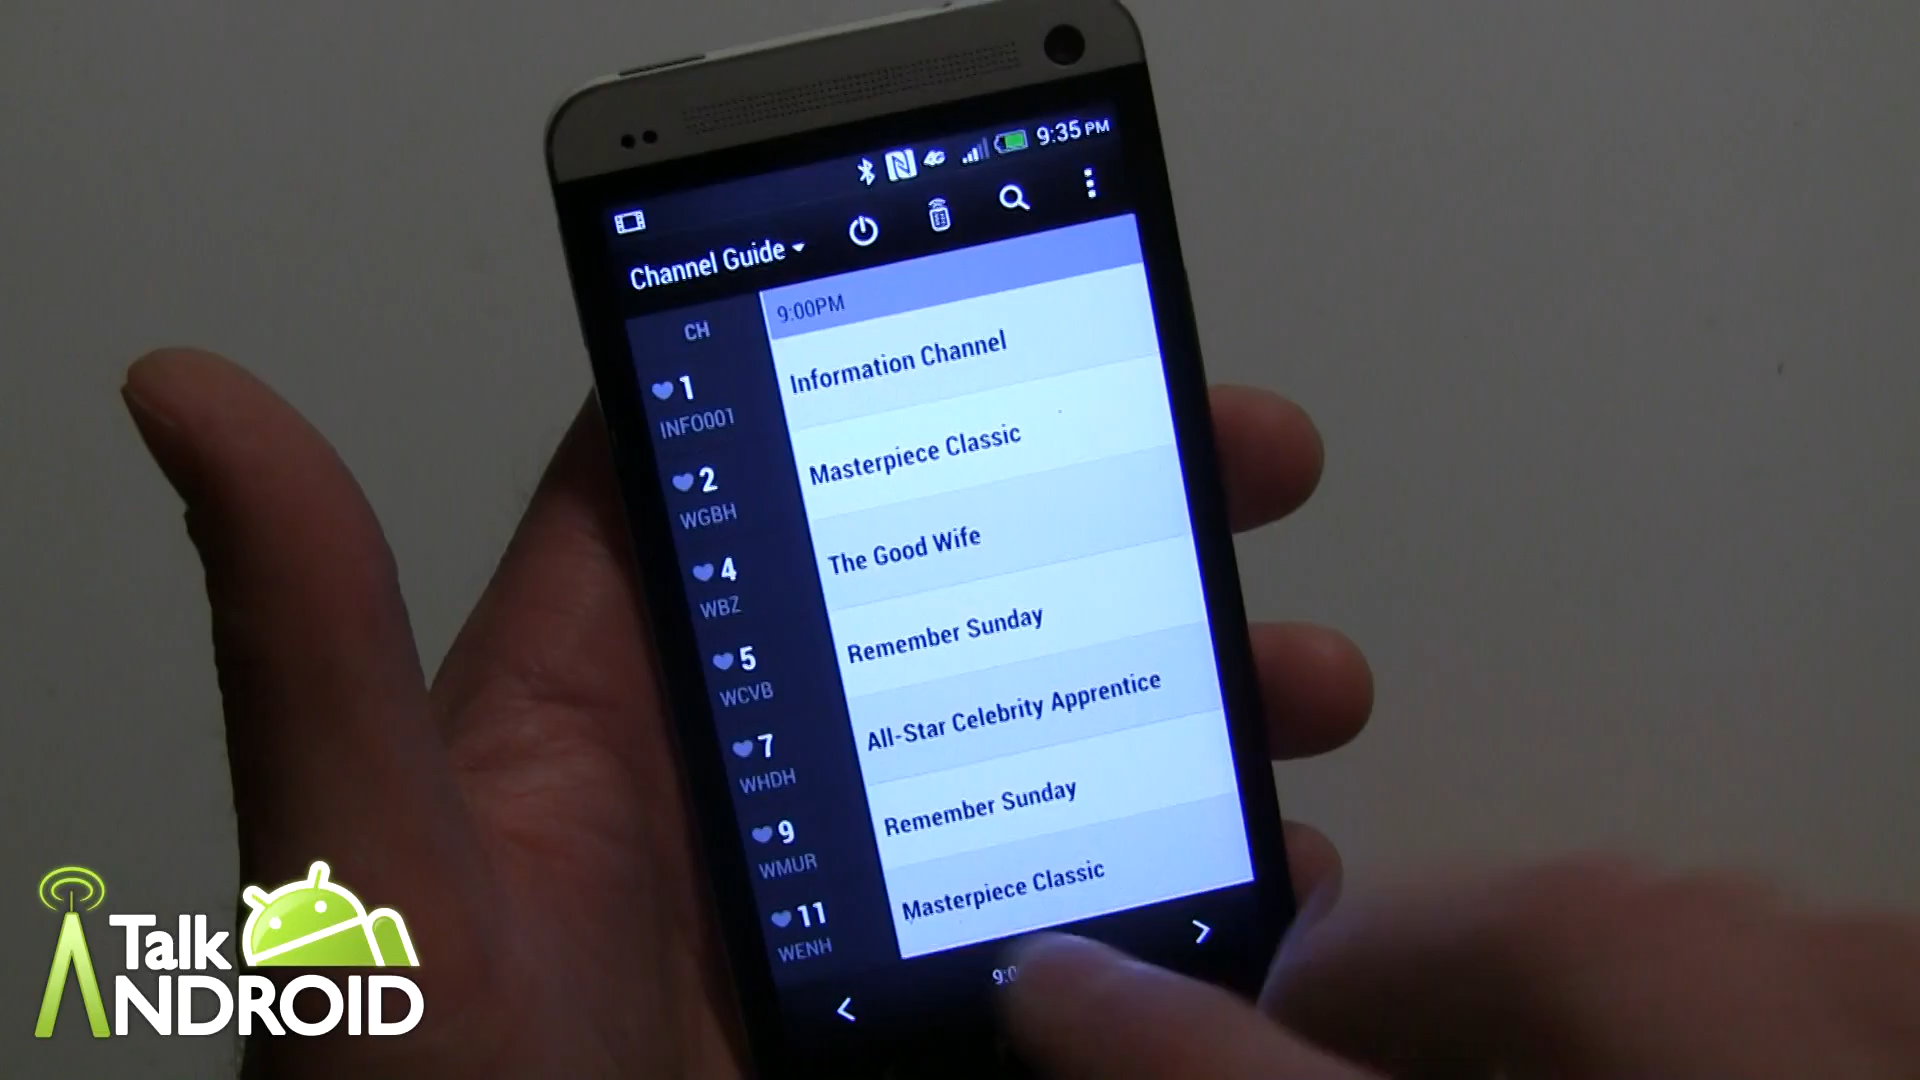 9:35 PM
Channel Guide
CH
9:00PM
1
INFO001
Information Channel
2
WGBH
Masterpiece Classic
4
WBZ
The Good Wife
5
WCVB
Remember Sunday
7
WHDH
All-Star Celebrity Apprentice
9
WMUR
Remember Sunday
11
WENH
Masterpiece Classic
Talk
ANDROID